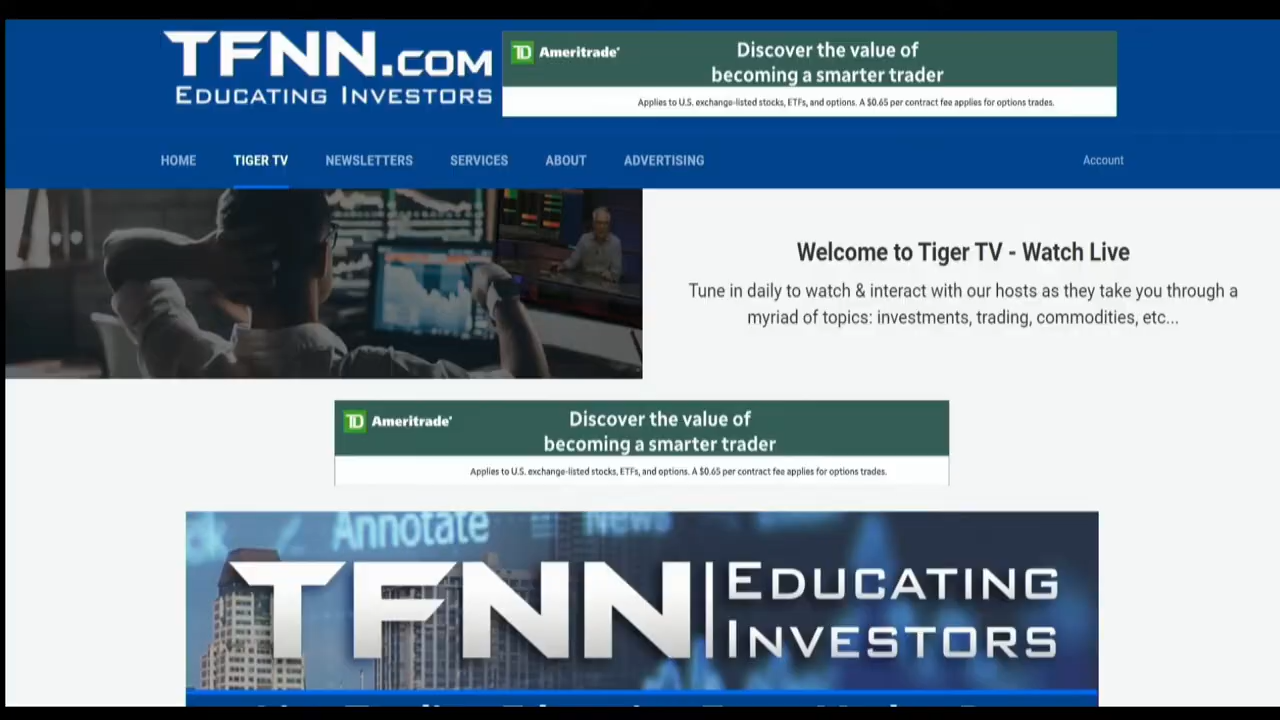 TFNN.COM
EDUCATING INVESTORS
TD Ameritrade
Discover the value of
becoming a smarter trader
Applies to U.S. exchange-listed stocks, ETFs, and options. A $0.65 per contract fee applies for options trades.
HOME TIGER TV NEWSLETTERS SERVICES ABOUT ADVERTISING Account
Welcome to Tiger TV - Watch Live
Tune in daily to watch & interact with our hosts as they take you through a
myriad of topics: investments, trading, commodities, etc...
TD Ameritrade
Discover the value of
becoming a smarter trader
Applies to U.S. exchange-listed stocks, ETFs, and options. A $0.65 per contract fee applies for options trades.
Annotate News
TFNN EDUCATING
INVESTORS